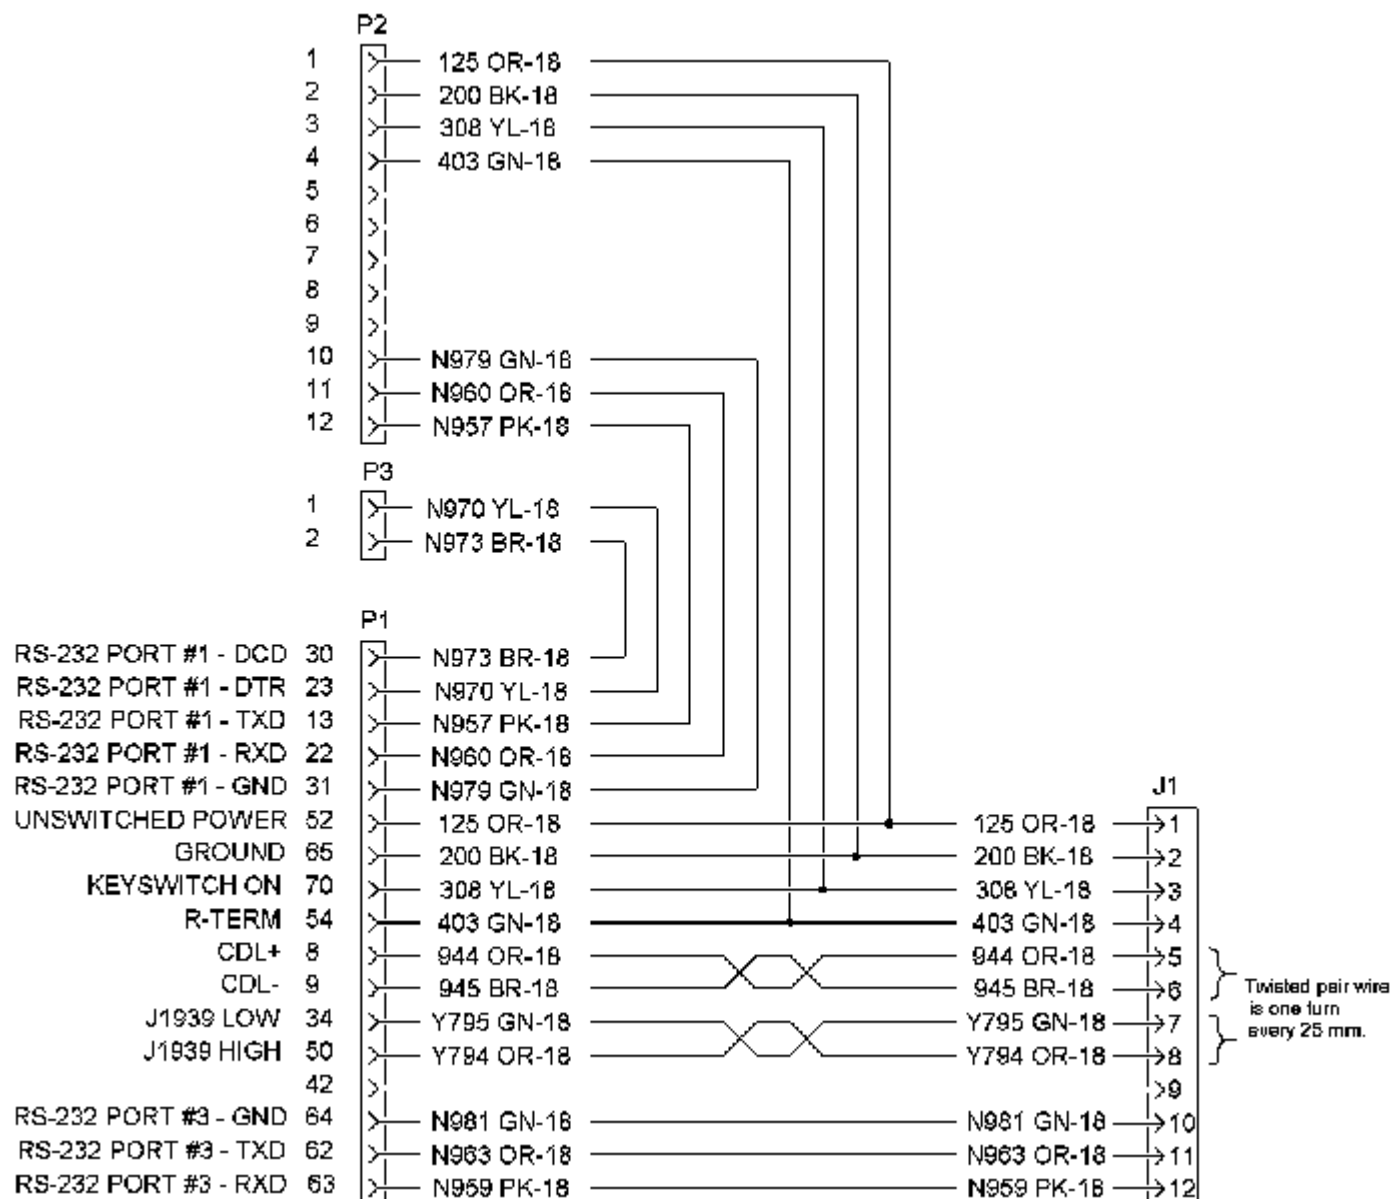 P2
1 125 OR-18
2 200 BK-18
3 308 YL-18
4 403 GN-18
5
6
7
8
9
10 N979 GN-18
11 N960 OR-18
12 N957 PK-18
P3
1 N970 YL-18
2 N973 BR-18
P1
RS-232 PORT #1 - DCD 30 N973 BR-18
RS-232 PORT #1 - DTR 23 N970 YL-18
RS-232 PORT #1 - TXD 13 N957 PK-18
RS-232 PORT #1 - RXD 22 N960 OR-18
RS-232 PORT #1 - GND 31 N979 GN-18
J1
UNSWITCHED POWER 52 125 OR-18 125 OR-18 1
GROUND 65 200 BK-18 200 BK-18 2
KEYSWITCH ON 70 308 YL-18 308 YL-18 3
R-TERM 54 403 GN-18 403 GN-18 4
CDL+ 8 944 OR-18 944 OR-18 5
CDL- 9 945 BR-18 945 BR-18 6
Twisted pair wire
is one turn
every 25 mm.
J1939 LOW 34 Y795 GN-18 Y795 GN-18 7
J1939 HIGH 50 Y794 OR-18 Y794 OR-18 8
42 9
RS-232 PORT #3 - GND 64 N981 GN-18 N981 GN-18 10
RS-232 PORT #3 - TXD 62 N963 OR-18 N963 OR-18 11
RS-232 PORT #3 - RXD 63 N959 PK-18 N959 PK-18 12